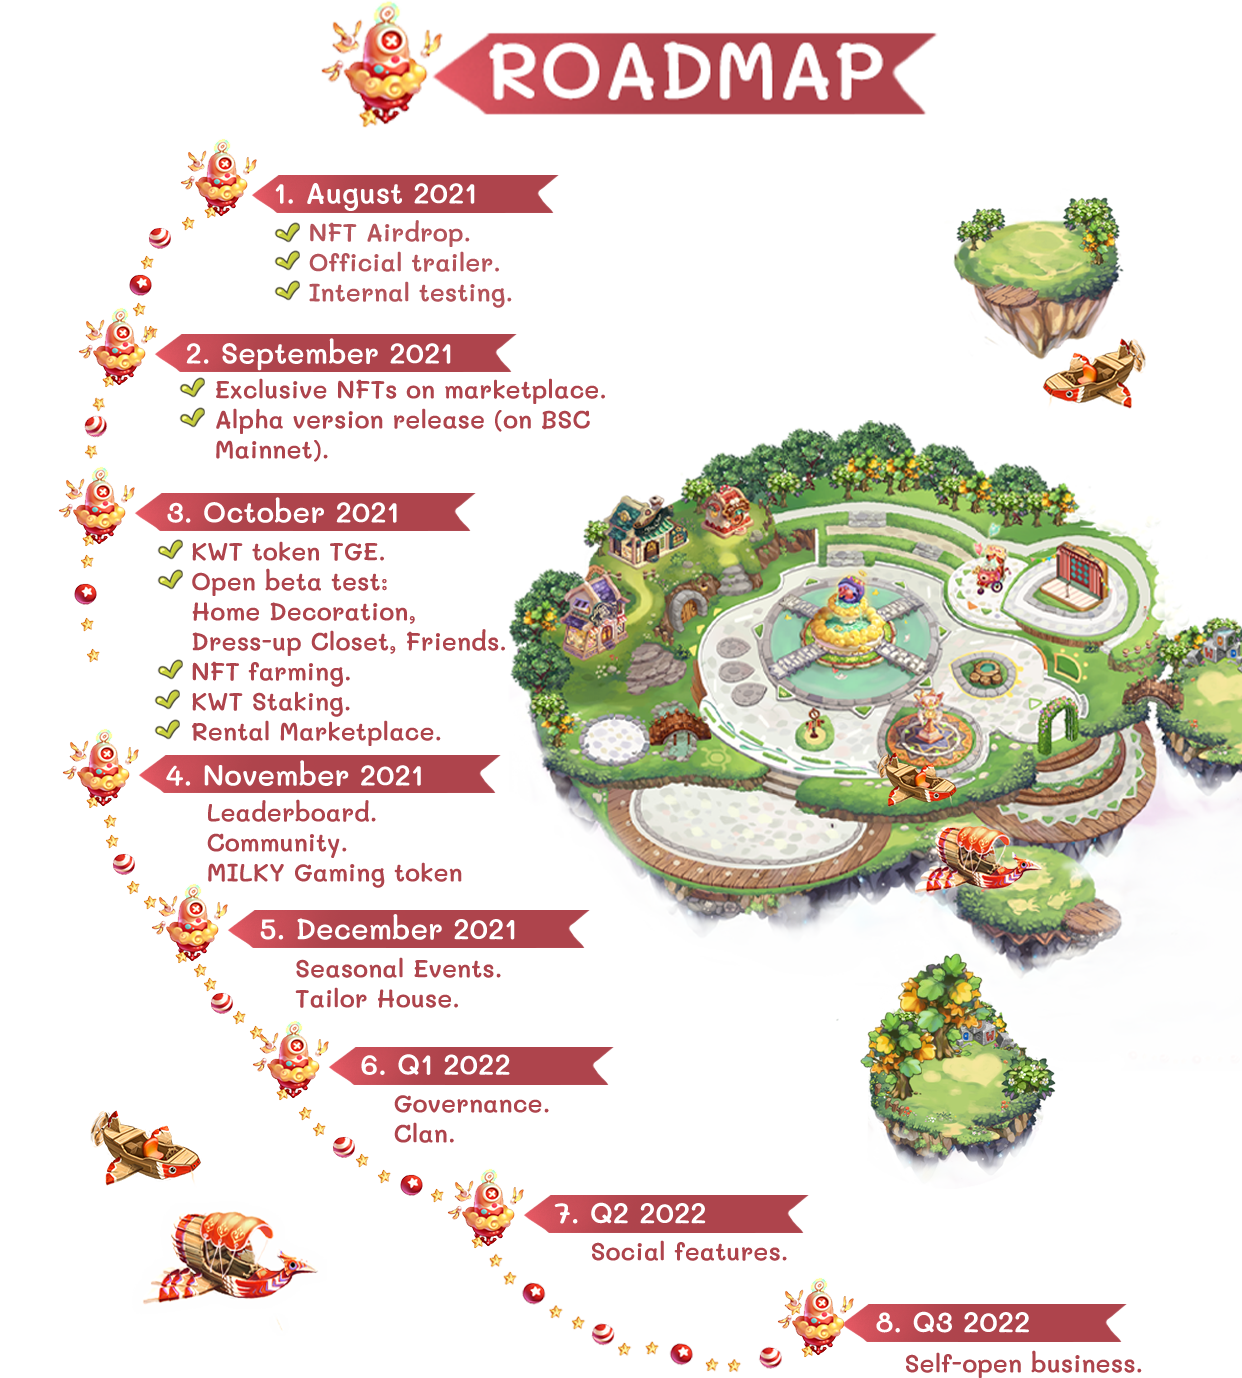 ROADMAP
1. August 2021
NFT Airdrop.
Official trailer.
Internal testing.
2. September 2021
Exclusive NFTs on marketplace.
Alpha version release (on BSC
Mainnet).
3. October 2021
KWT token TGE.
Open beta test:
Home Decoration,
Dress-up Closet, Friends.
NFT farming.
KWT Staking.
Rental Marketplace.
4. November 2021
Leaderboard.
Community.
MILKY Gaming token
5. December 2021
Seasonal Events.
Tailor House.
6. Q1 2022
Governance.
Clan.
7. Q2 2022
Social features.
8. Q3 2022
Self-open business.